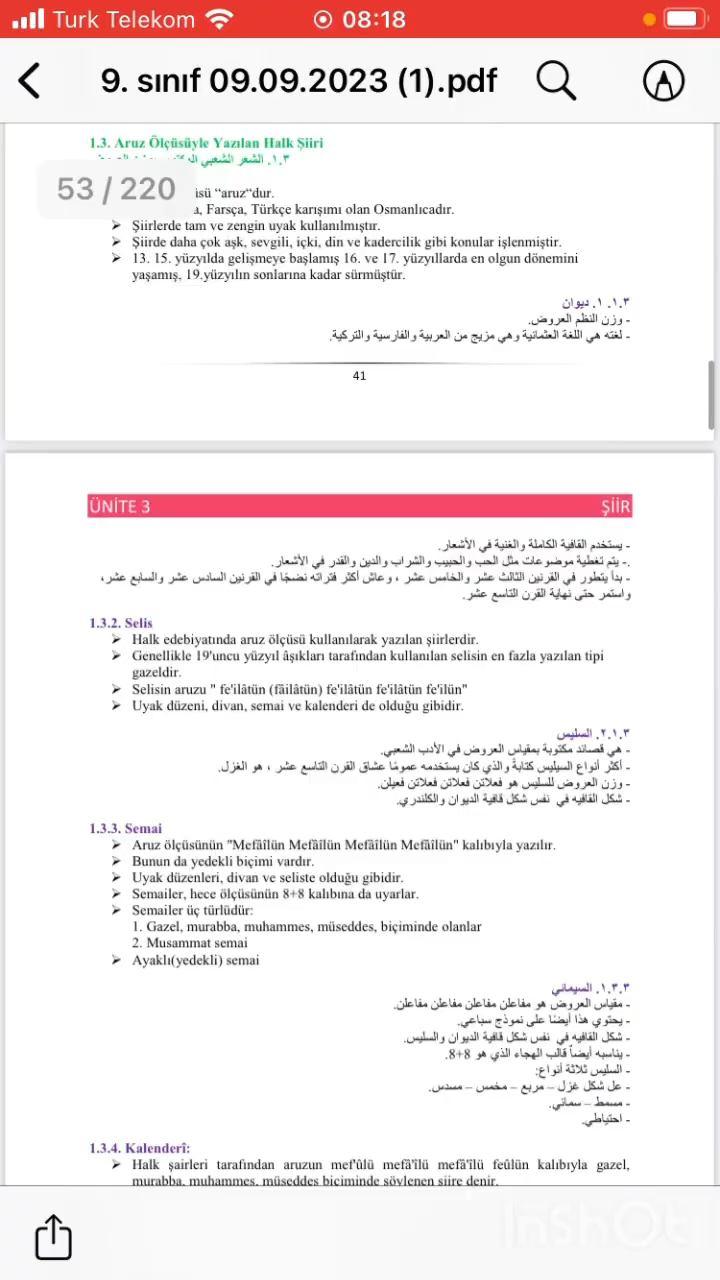 Turk Telekom 08:18
9. sınıf 09.09.2023 (1).pdf
1.3. Aruz Ölçüsüyle Yazılan Halk Şiiri
١.٣. الشعر الشعبي
53 / 220
üsü “aruz“dur.
a, Farsça, Türkçe karışımı olan Osmanlıcadır.
➢ Şiirlerde tam ve zengin uyak kullanılmıştır.
➢ Şiirde daha çok aşk, sevgili, içki, din ve kadercilik gibi konular işlenmiştir.
➢ 13. 15. yüzyılda gelişmeye başlamış 16. ve 17. yüzyıllarda en olgun dönemini
yaşamış, 19.yüzyılın sonlarına kadar sürmüştür.
١.٣.١. ١. ديوان
- وزن النظم العروض.
- لغته هي اللغة العثمانية وهي مزيج من العربية والفارسية والتركية.
41
ÜNİTE 3 ŞİİR
- يستخدم القافية الكاملة والغنية في الأشعار.
.- يتم تغطية موضوعات مثل الحب والحبيب والشراب والدين والقدر في الأشعار.
- بدأ يتطور في القرنين الثالث عشر والخامس عشر ، وعاش أكثر فتراته نضجًا في القرنين السادس عشر والسابع عشر،
واستمر حتى نهاية القرن التاسع عشر.
1.3.2. Selis
➢ Halk edebiyatında aruz ölçüsü kullanılarak yazılan şiirlerdir.
➢ Genellikle 19'uncu yüzyıl âşıkları tarafından kullanılan selisin en fazla yazılan tipi
gazeldir.
➢ Selisin aruzu " fe'ilâtün (fâilâtün) fe'ilâtün fe'ilâtün fe'ilün"
➢ Uyak düzeni, divan, semai ve kalenderi de olduğu gibidir.
٢.١.٣. السليس
- هي قصائد مكتوبة بمقياس العروض في الأدب الشعبي.
- أكثر أنواع السيليس كتابةً والذي كان يستخدمه عمومًا عشاق القرن التاسع عشر ، هو الغزل.
- وزن العروض للسليس هو فعلاتن فعلاتن فعلاتن فعيلن.
- شكل القافيه في نفس شكل قافية الديوان والكلندري.
1.3.3. Semai
➢ Aruz ölçüsünün "Mefâîlün Mefâîlün Mefâîlün Mefâîlün" kalıbıyla yazılır.
➢ Bunun da yedekli biçimi vardır.
➢ Uyak düzenleri, divan ve seliste olduğu gibidir.
➢ Semailer, hece ölçüsünün 8+8 kalıbına da uyarlar.
➢ Semailer üç türlüdür:
1. Gazel, murabba, muhammes, müseddes, biçiminde olanlar
2. Musammat semai
➢ Ayaklı(yedekli) semai
١.٣.٣. السيماني
- مقياس العروض هو مفاعلن مفاعلن مفاعلن مفاعلن.
- يحتوي هذا أيضًا على نموذج سباعي.
- شكل القافيه في نفس شكل قافية الديوان والسليس.
- يناسبه أيضاً قالب الهجاء الذي هو 8+8.
- السليس ثلاثة أنواع:
- عل شكل غزل – مربع – مخمس – مسدس.
- مسمط – سماني.
- احتياطي.
1.3.4. Kalenderî:
➢ Halk şairleri tarafından aruzun mef'ûlü mefâ'îlü mefâ'îlü feûlün kalıbıyla gazel,
murabba, muhammes, müseddes biçiminde söylenen şiire denir.
InShOt